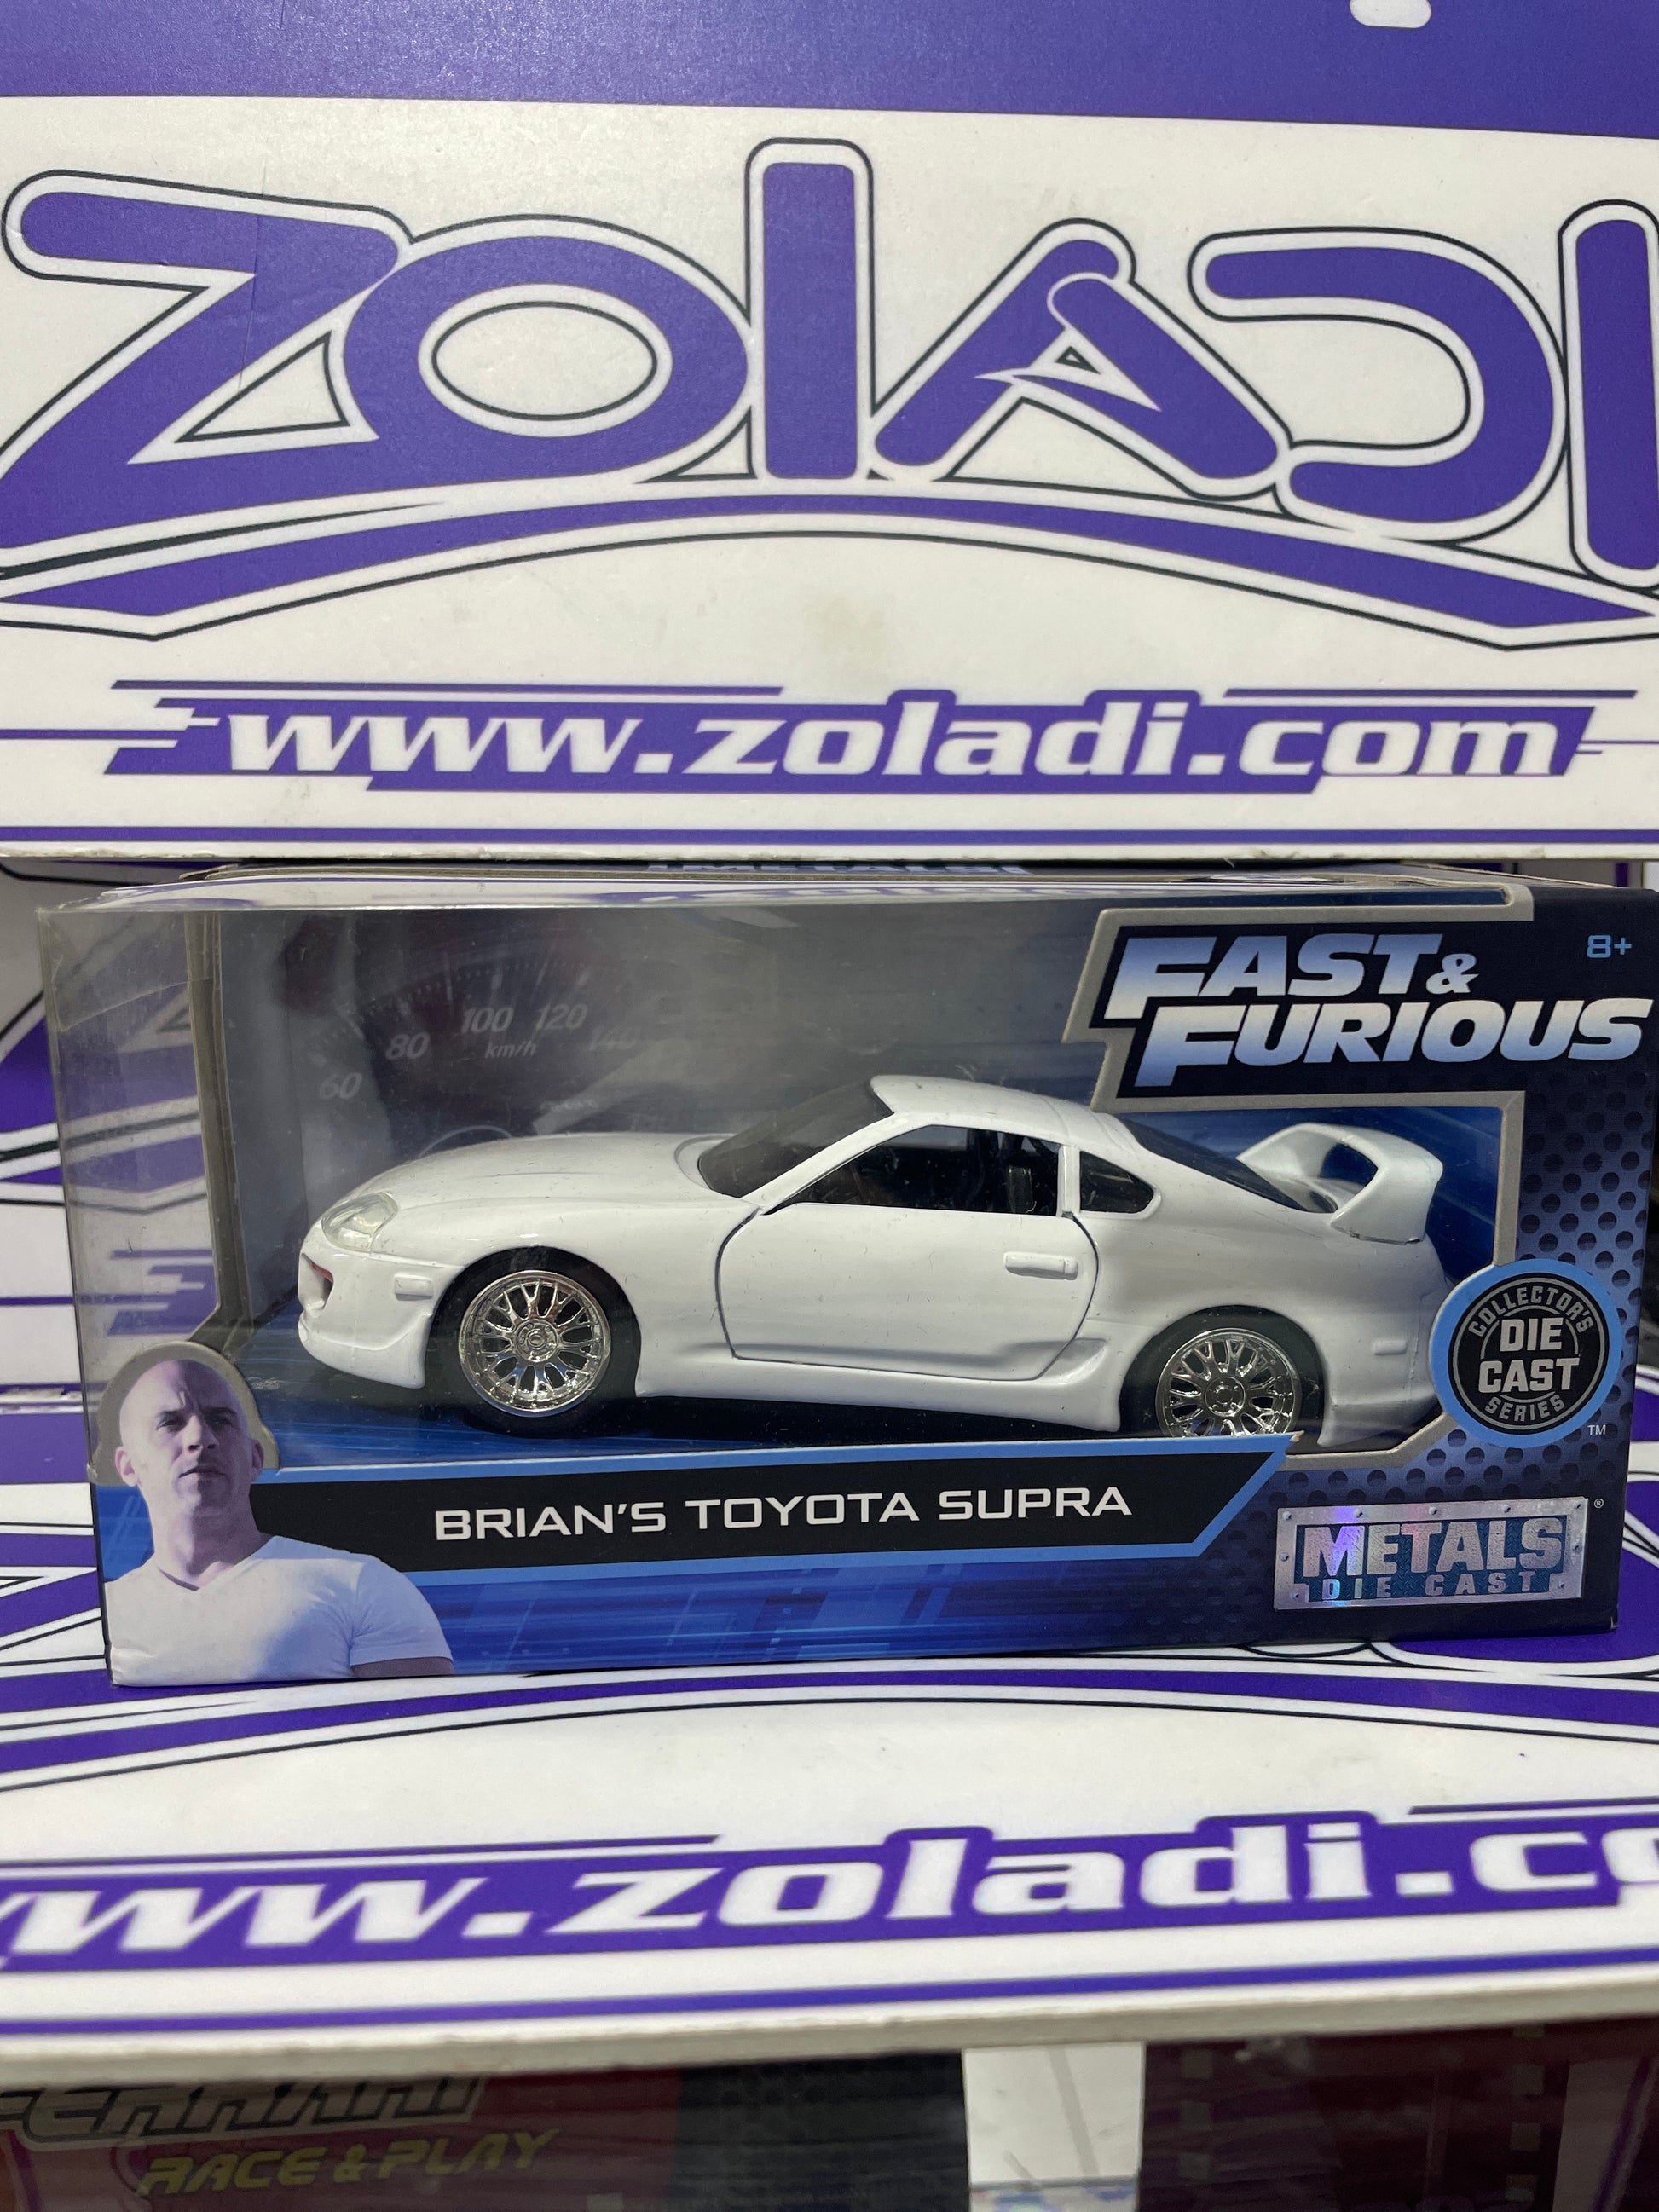 ZOLADI
www.zoladi.com
FAST &
FURIOUS
8+
80 100 120 140
km/h
60
COLLECTOR'S
DIE
CAST
SERIES
TM
BRIAN'S TOYOTA SUPRA
METALS®
DIE CAST
www.zoladi.co
RACE & PLAY